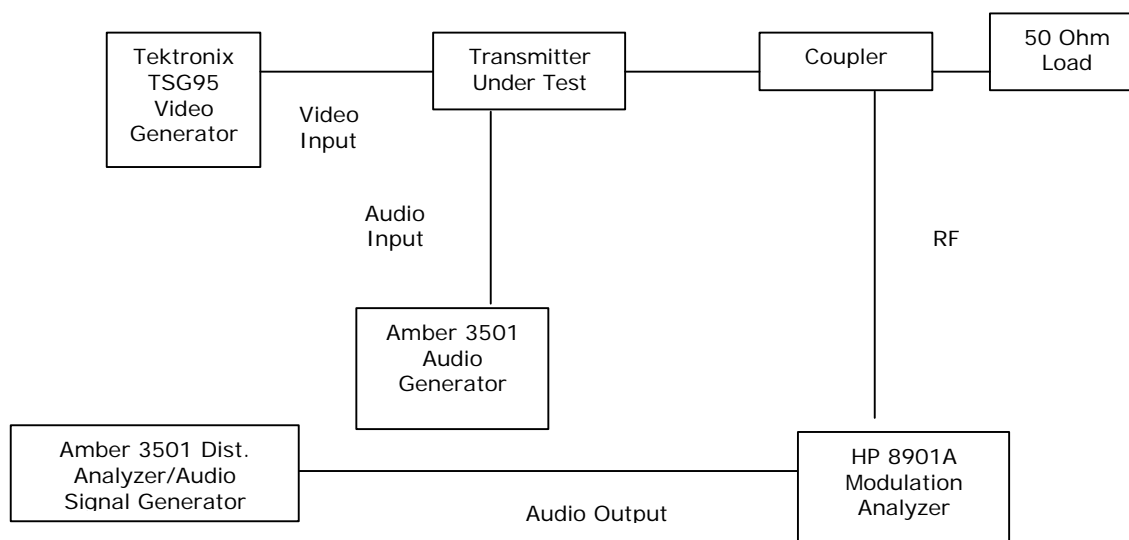 Tektronix
TSG95
Video
Generator
Video
Input
Transmitter
Under Test
Coupler
50 Ohm
Load
Audio
Input
RF
Amber 3501
Audio
Generator
Amber 3501 Dist.
Analyzer/Audio
Signal Generator
Audio Output
HP 8901A
Modulation
Analyzer